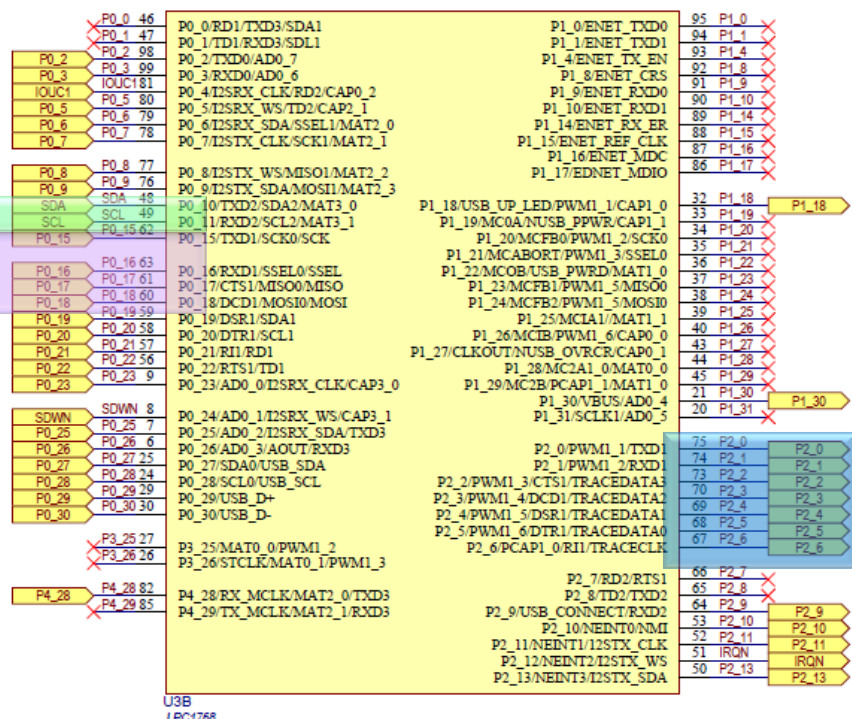 P0_0 46 P0_0/RD1/TXD3/SDA1
P0_1 47 P0_1/TD1/RXD3/SDL1
P0_2 P0_2 98 P0_2/TXD0/AD0_7
P0_3 P0_3 99 P0_3/RXD0/AD0_6
IOUC1 IOUC1 81 P0_4/I2SRX_CLK/RD2/CAP0_2
P0_5 P0_5 80 P0_5/I2SRX_WS/TD2/CAP2_1
P0_6 P0_6 79 P0_6/I2SRX_SDA/SSEL1/MAT2_0
P0_7 P0_7 78 P0_7/I2STX_CLK/SCK1/MAT2_1
P0_8 P0_8 77 P0_8/I2STX_WS/MISO1/MAT2_2
P0_9 P0_9 76 P0_9/I2STX_SDA/MOSI1/MAT2_3
SDA SDA 48 P0_10/TXD2/SDA2/MAT3_0
SCL SCL 49 P0_11/RXD2/SCL2/MAT3_1
P0_15 P0_15 62 P0_15/TXD1/SCK0/SCK
P0_16 P0_16 63 P0_16/RXD1/SSEL0/SSEL
P0_17 P0_17 61 P0_17/CTS1/MISO0/MISO
P0_18 P0_18 60 P0_18/DCD1/MOSI0/MOSI
P0_19 P0_19 59 P0_19/DSR1/SDA1
P0_20 P0_20 58 P0_20/DTR1/SCL1
P0_21 P0_21 57 P0_21/RI1/RD1
P0_22 P0_22 56 P0_22/RTS1/TD1
P0_23 P0_23 9 P0_23/AD0_0/I2SRX_CLK/CAP3_0
SDWN SDWN 8 P0_24/AD0_1/I2SRX_WS/CAP3_1
P0_25 P0_25 7 P0_25/AD0_2/I2SRX_SDA/TXD3
P0_26 P0_26 6 P0_26/AD0_3/AOUT/RXD3
P0_27 P0_27 25 P0_27/SDA0/USB_SDA
P0_28 P0_28 24 P0_28/SCL0/USB_SCL
P0_29 P0_29 29 P0_29/USB_D+
P0_30 P0_30 30 P0_30/USB_D-
P3_25 27 P3_25/MAT0_0/PWM1_2
P3_26 26 P3_26/STCLK/MAT0_1/PWM1_3
P4_28 P4_28 82 P4_28/RX_MCLK/MAT2_0/TXD3
P4_29 85 P4_29/TX_MCLK/MAT2_1/RXD3
P1_0/ENET_TXD0 95 P1_0
P1_1/ENET_TXD1 94 P1_1
P1_4/ENET_TX_EN 93 P1_4
P1_8/ENET_CRS 92 P1_8
P1_9/ENET_RXD0 91 P1_9
P1_10/ENET_RXD1 90 P1_10
P1_14/ENET_RX_ER 89 P1_14
P1_15/ENET_REF_CLK 88 P1_15
P1_16/ENET_MDC 87 P1_16
P1_17/EDNET_MDIO 86 P1_17
P1_18/USB_UP_LED/PWM1_1/CAP1_0 32 P1_18 P1_18
P1_19/MC0A/NUSB_PPWR/CAP1_1 33 P1_19
P1_20/MCFB0/PWM1_2/SCK0 34 P1_20
P1_21/MCABORT/PWM1_3/SSEL0 35 P1_21
P1_22/MCOB/USB_PWRD/MAT1_0 36 P1_22
P1_23/MCFB1/PWM1_5/MISO0 37 P1_23
P1_24/MCFB2/PWM1_5/MOSI0 38 P1_24
P1_25/MCIA1//MAT1_1 39 P1_25
P1_26/MCIB/PWM1_6/CAP0_0 40 P1_26
P1_27/CLKOUT/NUSB_OVRCR/CAP0_1 43 P1_27
P1_28/MC2A1_0/MAT0_0 44 P1_28
P1_29/MC2B/PCAP1_1/MAT1_0 45 P1_29
P1_30/VBUS/AD0_4 21 P1_30 P1_30
P1_31/SCLK1/AD0_5 20 P1_31
P2_0/PWM1_1/TXD1 75 P2_0 P2_0
P2_1/PWM1_2/RXD1 74 P2_1 P2_1
P2_2/PWM1_3/CTS1/TRACEDATA3 73 P2_2 P2_2
P2_3/PWM1_4/DCD1/TRACEDATA2 70 P2_3 P2_3
P2_4/PWM1_5/DSR1/TRACEDATA1 69 P2_4 P2_4
P2_5/PWM1_6/DTR1/TRACEDATA0 68 P2_5 P2_5
P2_6/PCAP1_0/RI1/TRACECLK 67 P2_6 P2_6
P2_7/RD2/RTS1 66 P2_7
P2_8/TD2/TXD2 65 P2_8
P2_9/USB_CONNECT/RXD2 64 P2_9 P2_9
P2_10/NEINT0/NMI 53 P2_10 P2_10
P2_11/NEINT1/I2STX_CLK 52 P2_11 P2_11
P2_12/NEINT2/I2STX_WS 51 IRQN IRQN
P2_13/NEINT3/I2STX_SDA 50 P2_13 P2_13
U3B
LPC1768